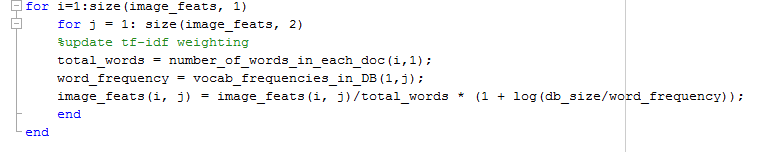 for i=1:size(image_feats, 1)
for j = 1: size(image_feats, 2)
%update tf-idf weighting
total_words = number_of_words_in_each_doc(i,1);
word_frequency = vocab_frequencies_in_DB(1,j);
image_feats(i, j) = image_feats(i, j)/total_words * (1 + log(db_size/word_frequency));
end
end